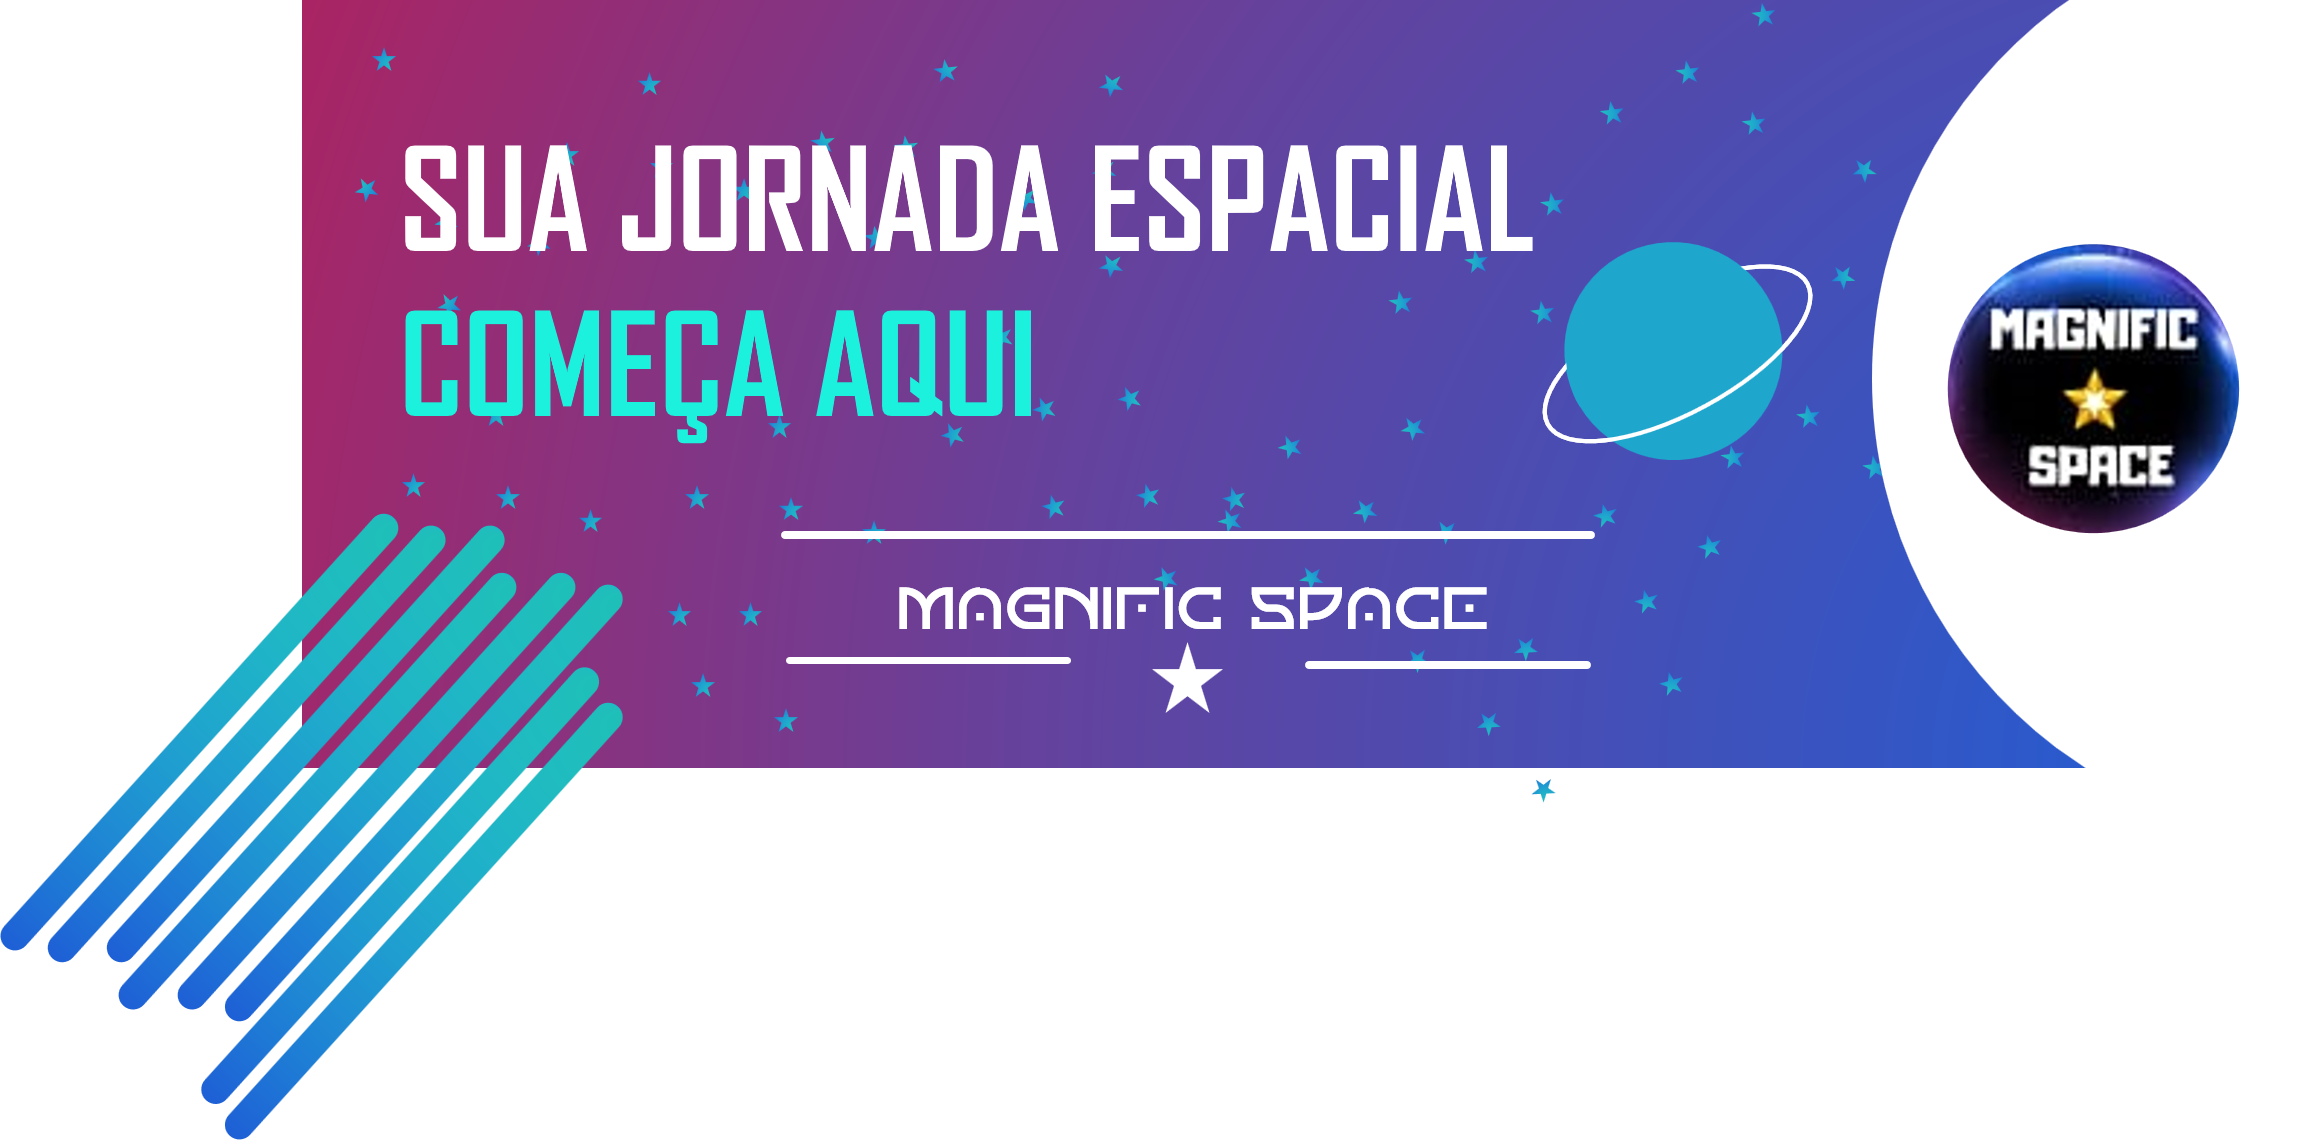 SUA JORNADA ESPACIAL
COMEÇA AQUI
MAGNIFIC SPACE
MAGNIFIC
SPACE